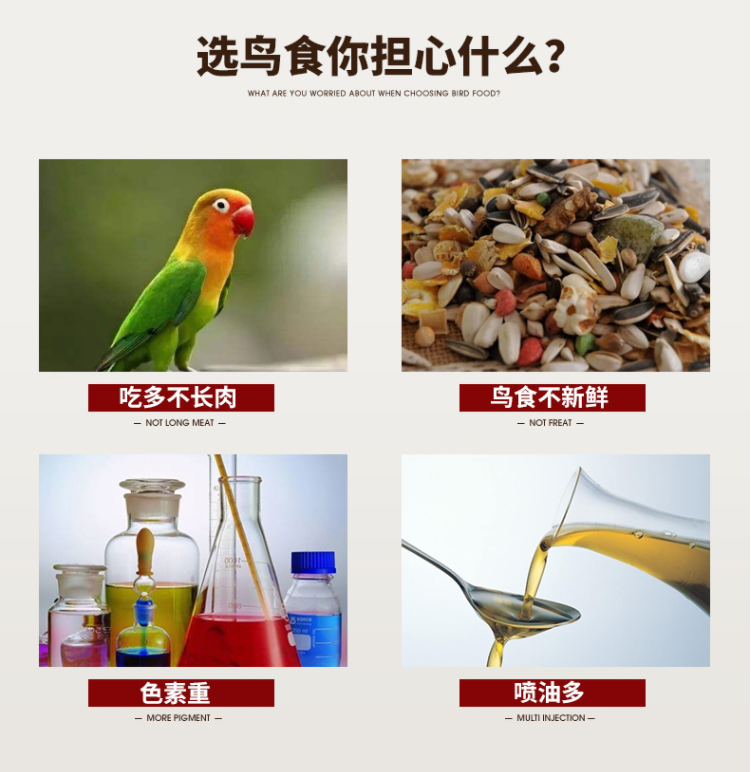 选鸟食你担心什么？
WHAT ARE YOU WORRIED ABOUT WHEN CHOOSING BIRD FOOD?
吃多不长肉
— NOT LONG MEAT —
鸟食不新鲜
— NOT FREAT —
色素重
— MORE PIGMENT —
喷油多
— MULTI INJECTION —